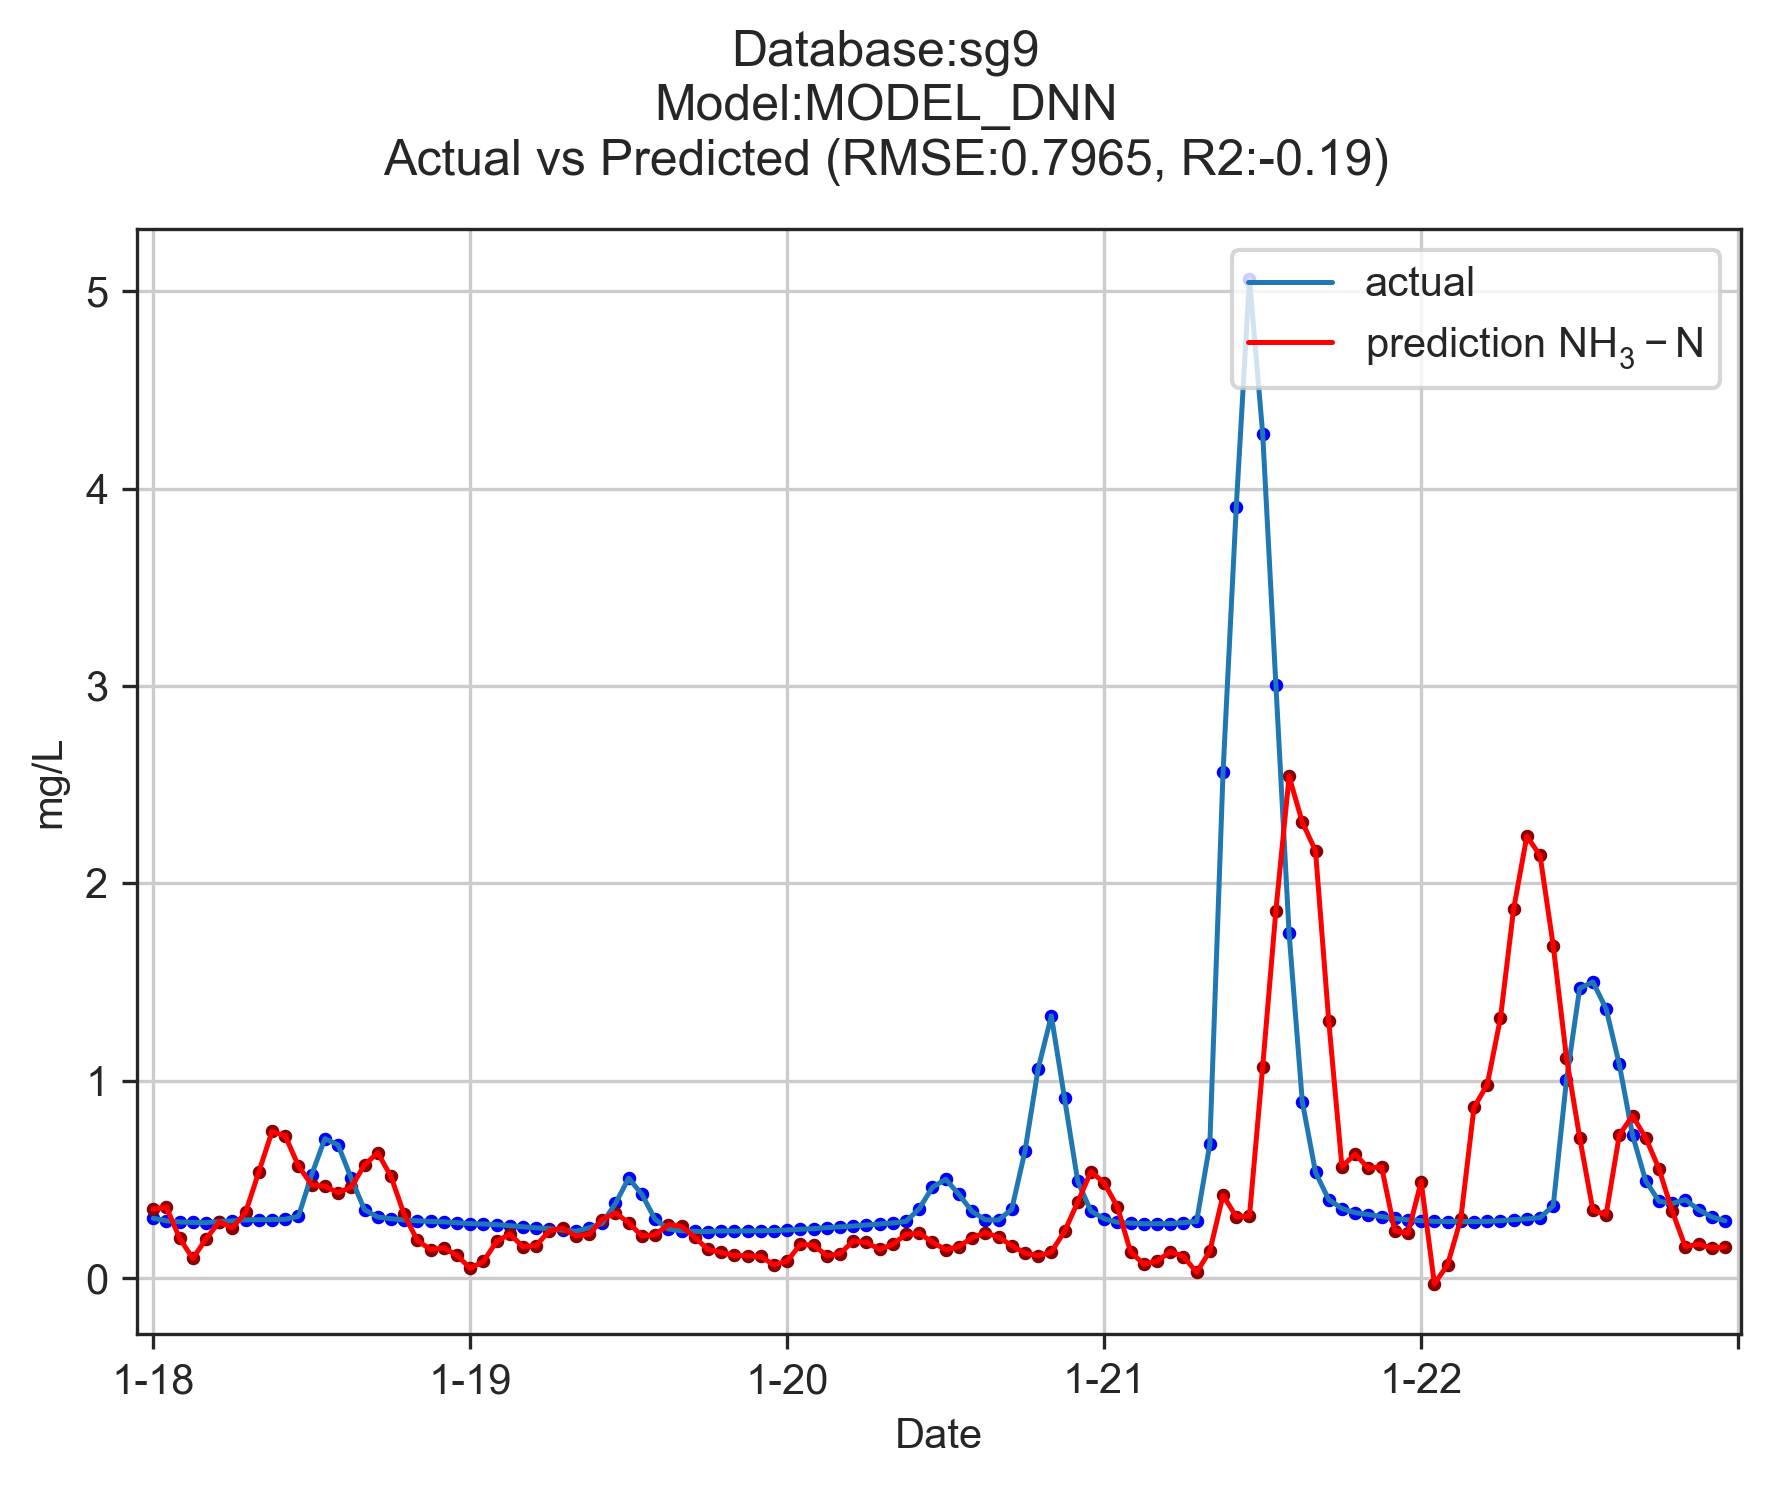 Database:sg9
Model:MODEL_DNN
Actual vs Predicted (RMSE:0.7965, R2:-0.19)
actual
prediction NH₃ − N
5
4
3
2
1
0
mg/L
1-18 1-19 1-20 1-21 1-22
Date